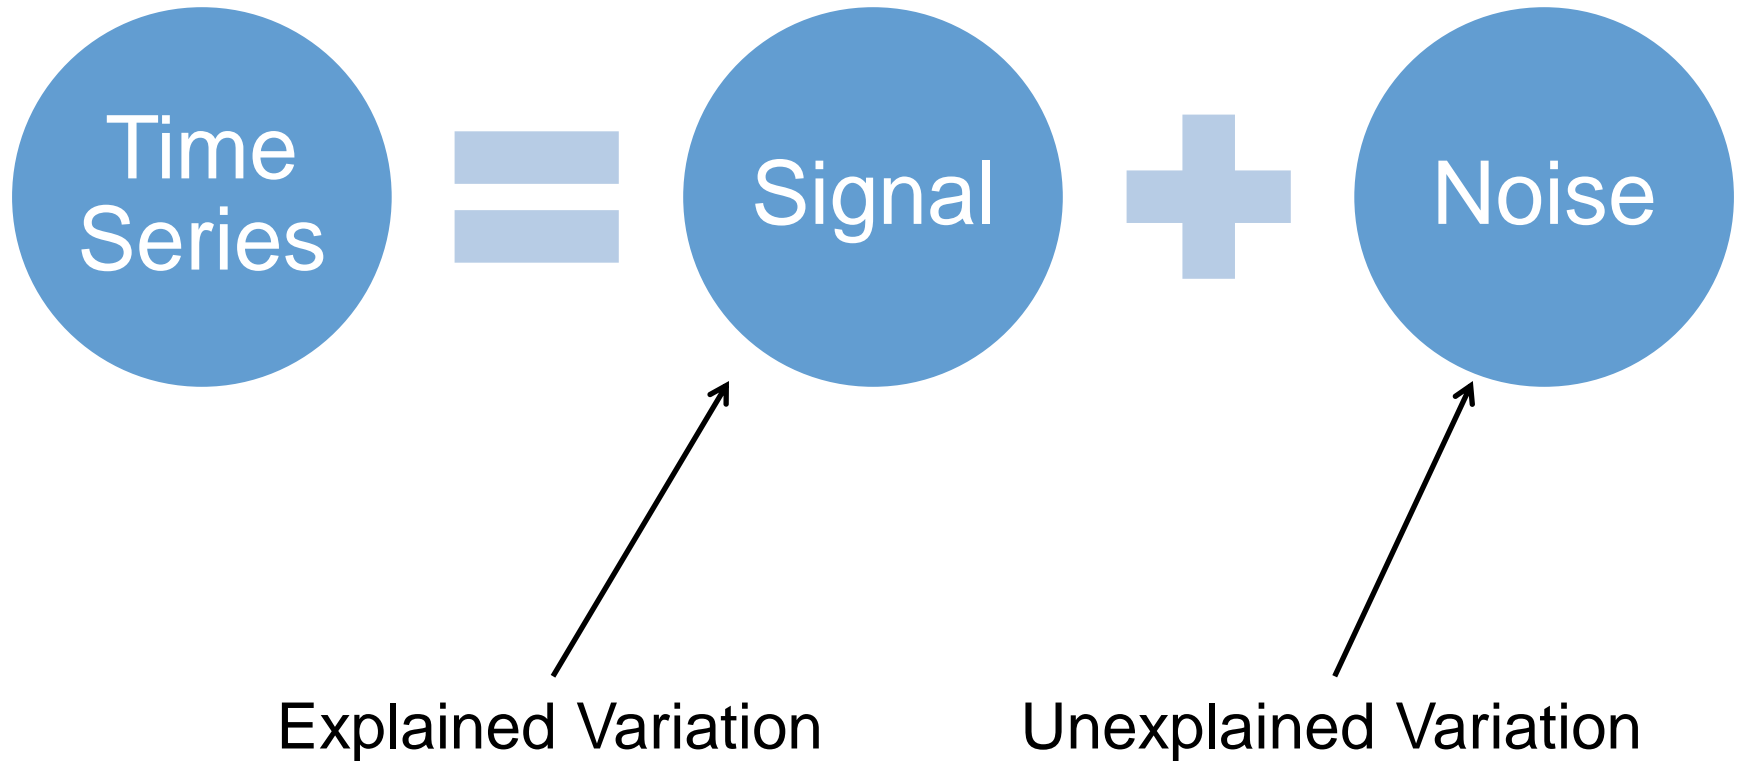 Time
Series
Signal
Noise
Explained Variation
Unexplained Variation